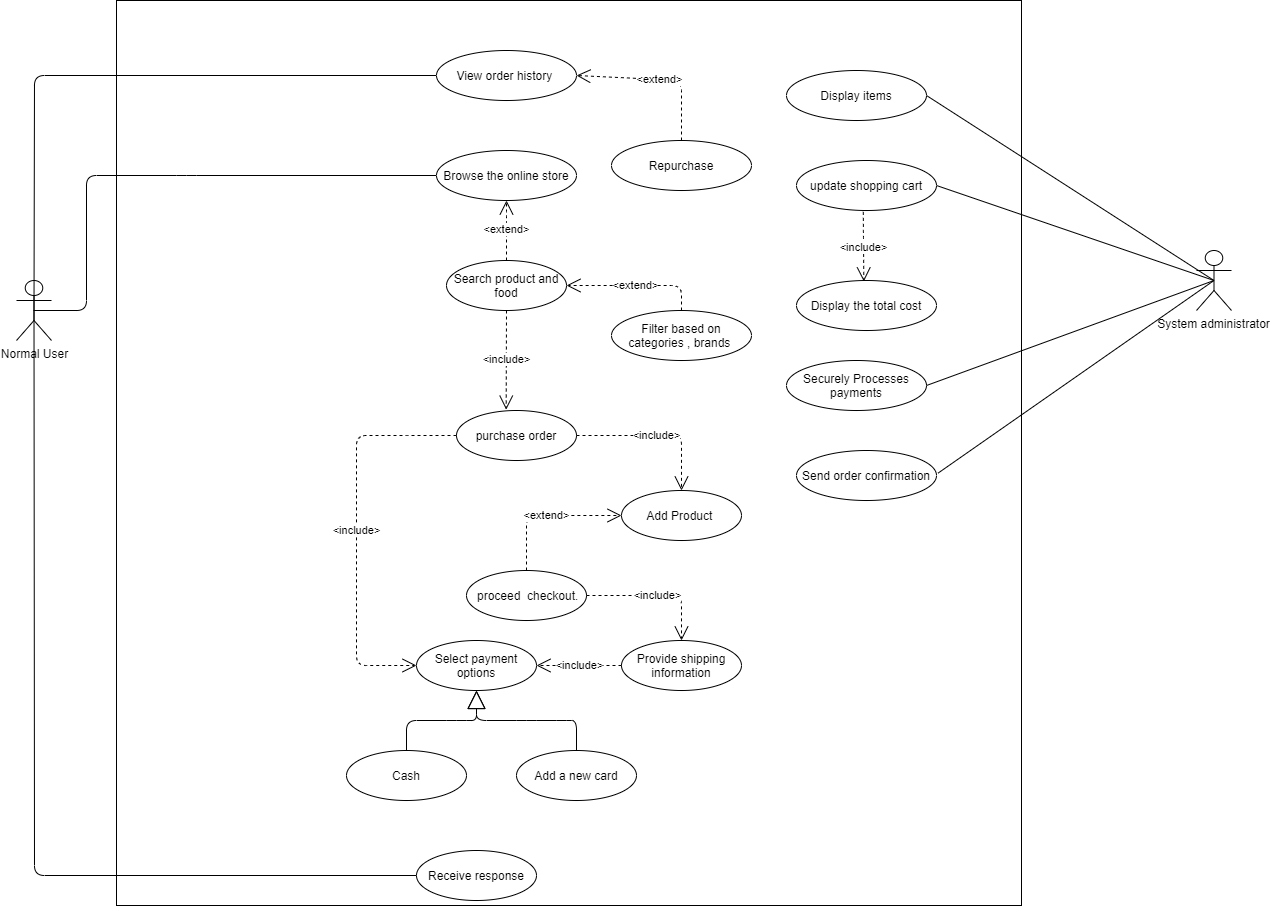 View order history
<extend>
Display items
Repurchase
Browse the online store
update shopping cart
<extend>
<include>
Search product and
food
<extend>
Display the total cost
Filter based on
categories , brands
System administrator
Normal User
<include>
Securely Processes
payments
purchase order
<include>
Send order confirmation
<include>
<extend>
Add Product
proceed  checkout.
<include>
Select payment
options
<include>
Provide shipping
information
Cash
Add a new card
Receive response